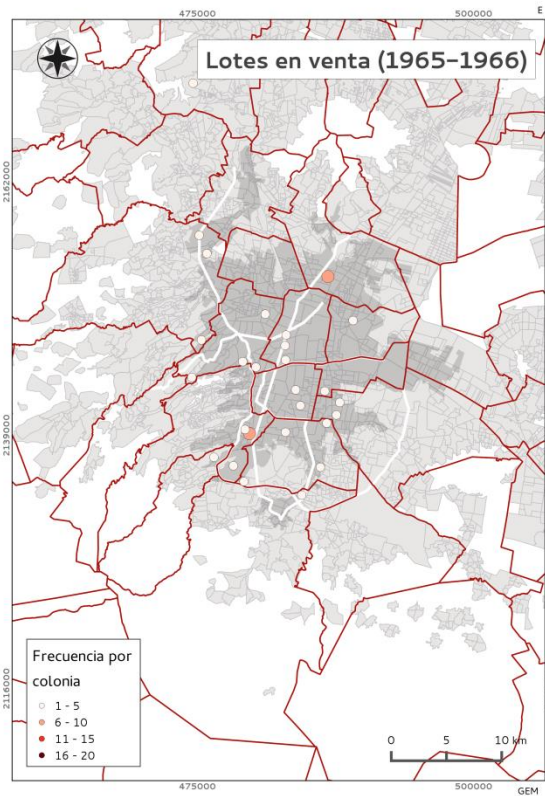 475000
500000
E
Lotes en venta (1965–1966)
2162000
2139000
2116000
Frecuencia por
colonia
1 - 5
6 - 10
11 - 15
16 - 20
0 5 10 km
475000
500000
GEM